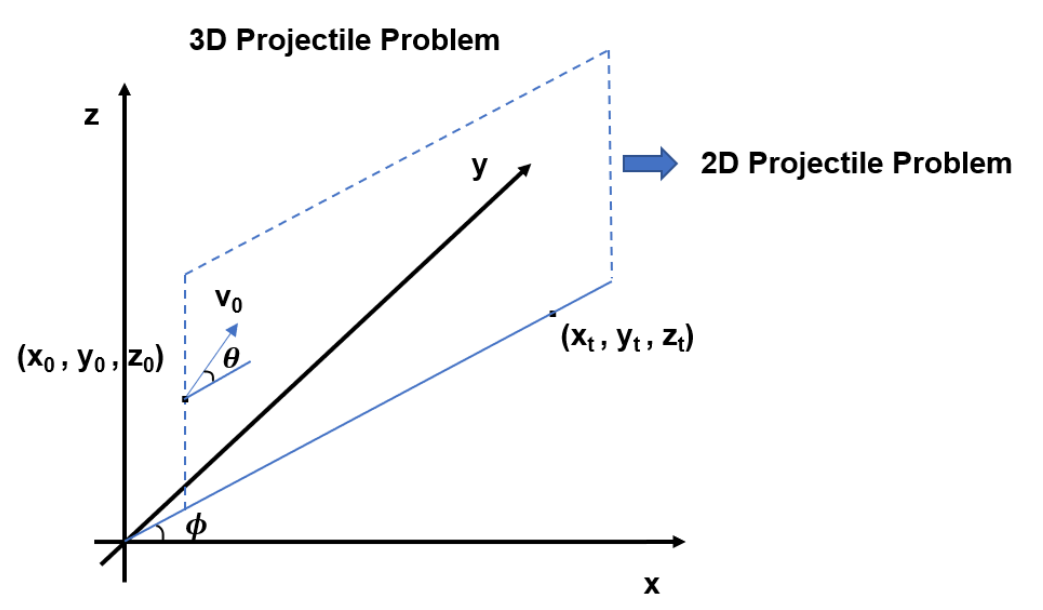 3D Projectile Problem
z
y
2D Projectile Problem
v₀
(x₀ , y₀ , z₀)
θ
(xₜ , yₜ , zₜ)
ϕ
x